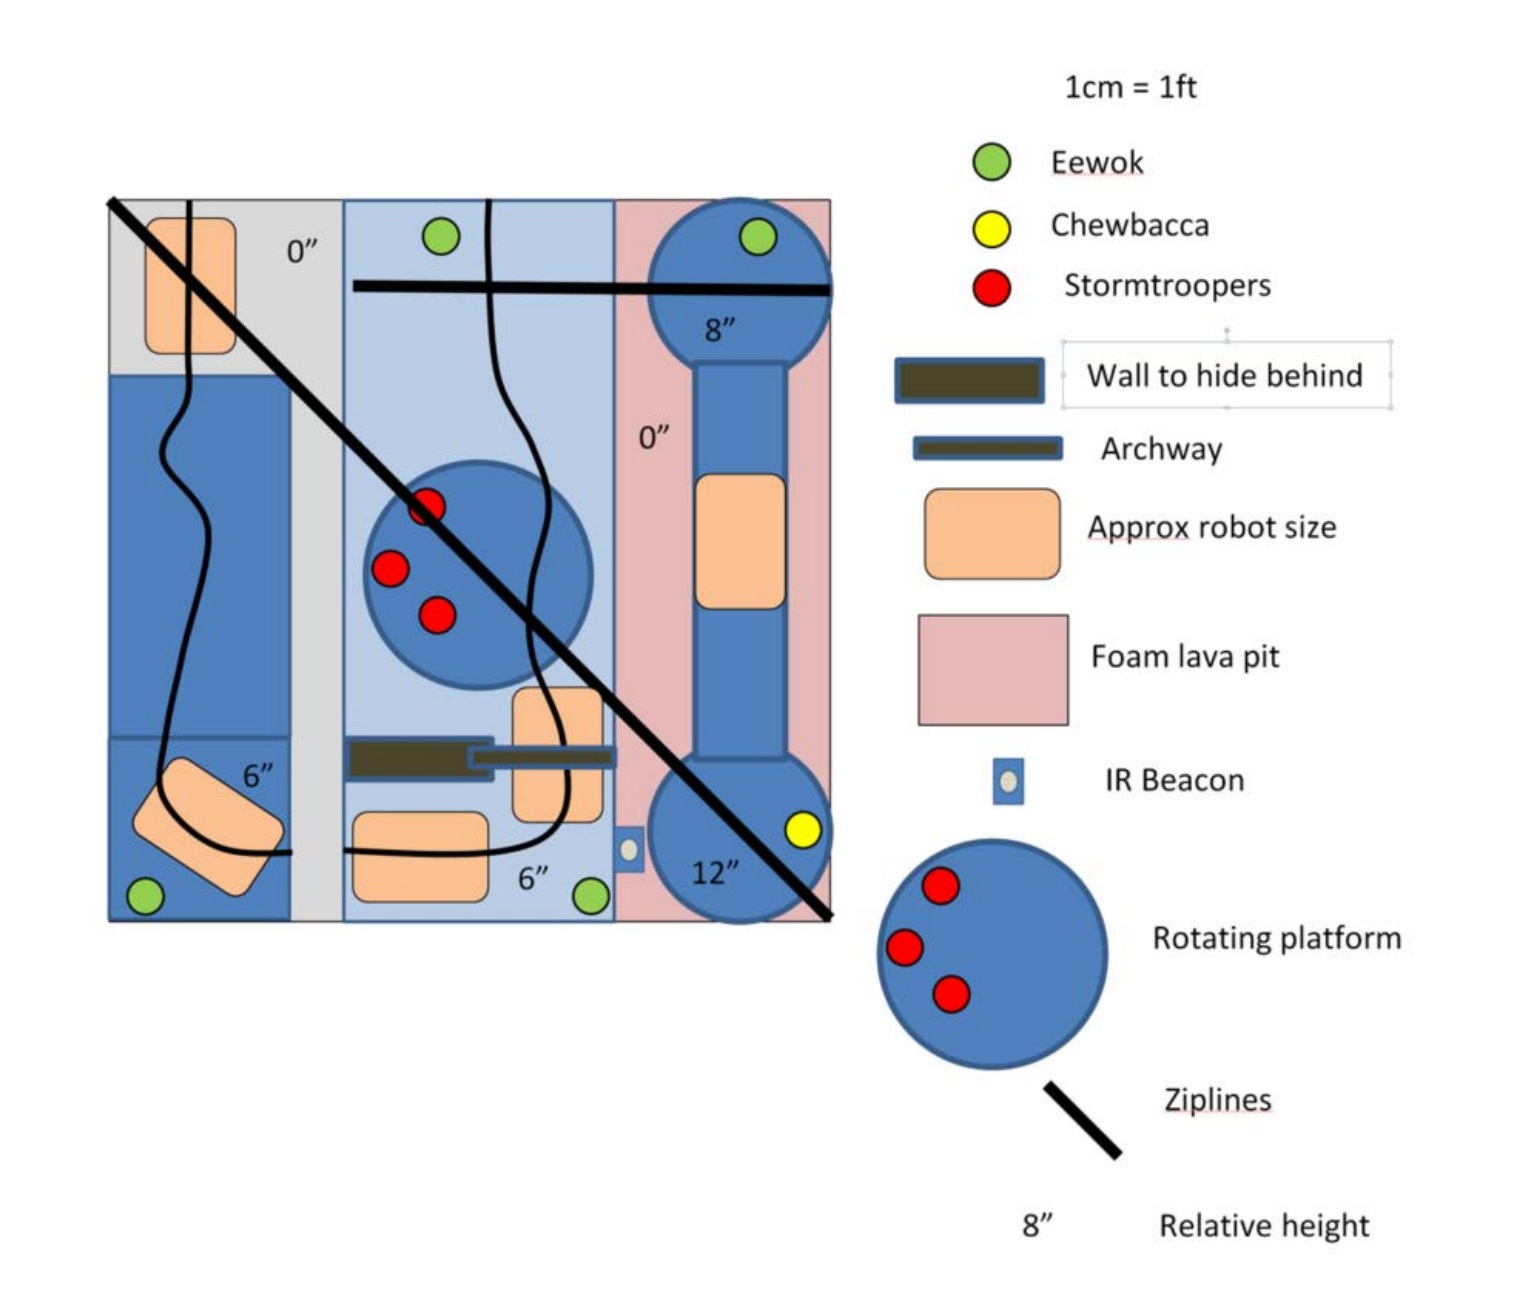 1cm = 1ft
Eewok
Chewbacca
Stormtroopers
Wall to hide behind
Archway
Approx robot size
Foam lava pit
IR Beacon
Rotating platform
Ziplines
8” Relative height
0”
8”
0”
6”
6”
12”